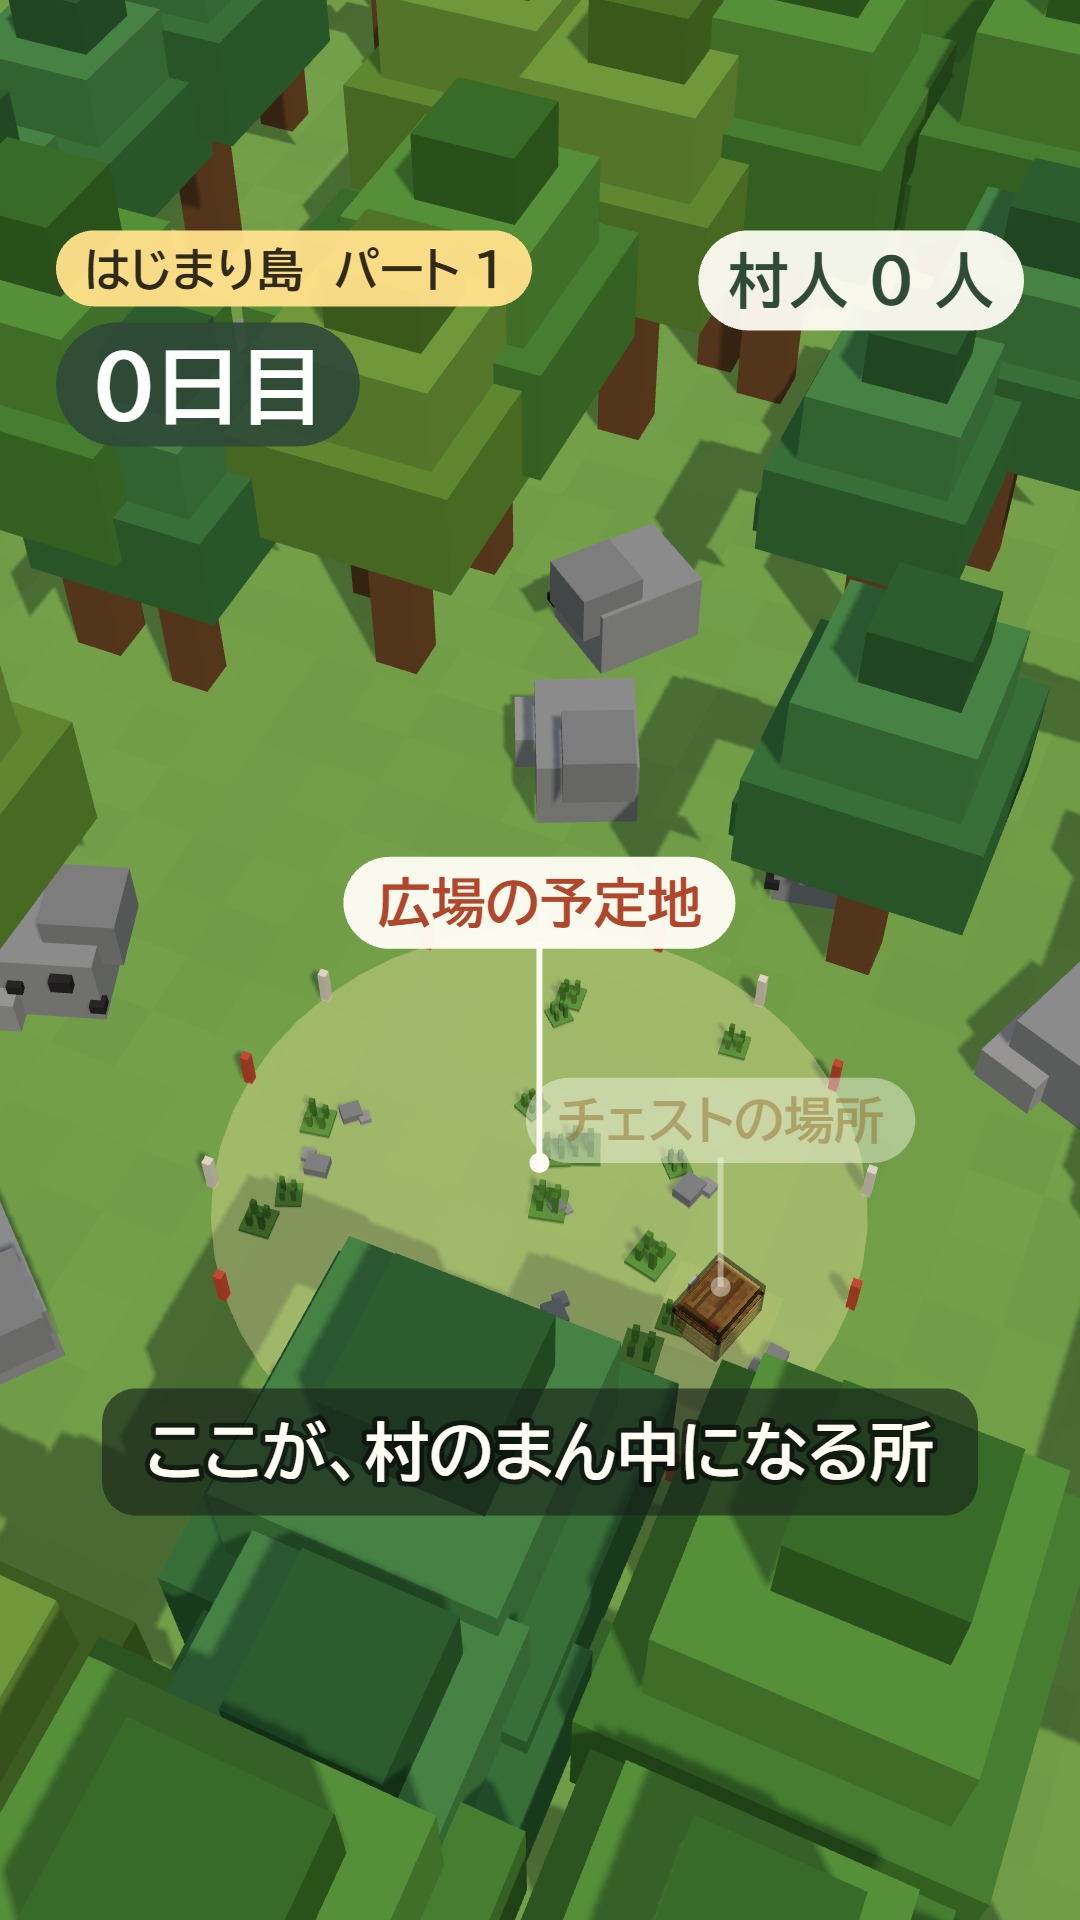 はじまり島 パート 1
村人 0 人
0日目
広場の予定地
チェストの場所
ここが、村のまん中になる所